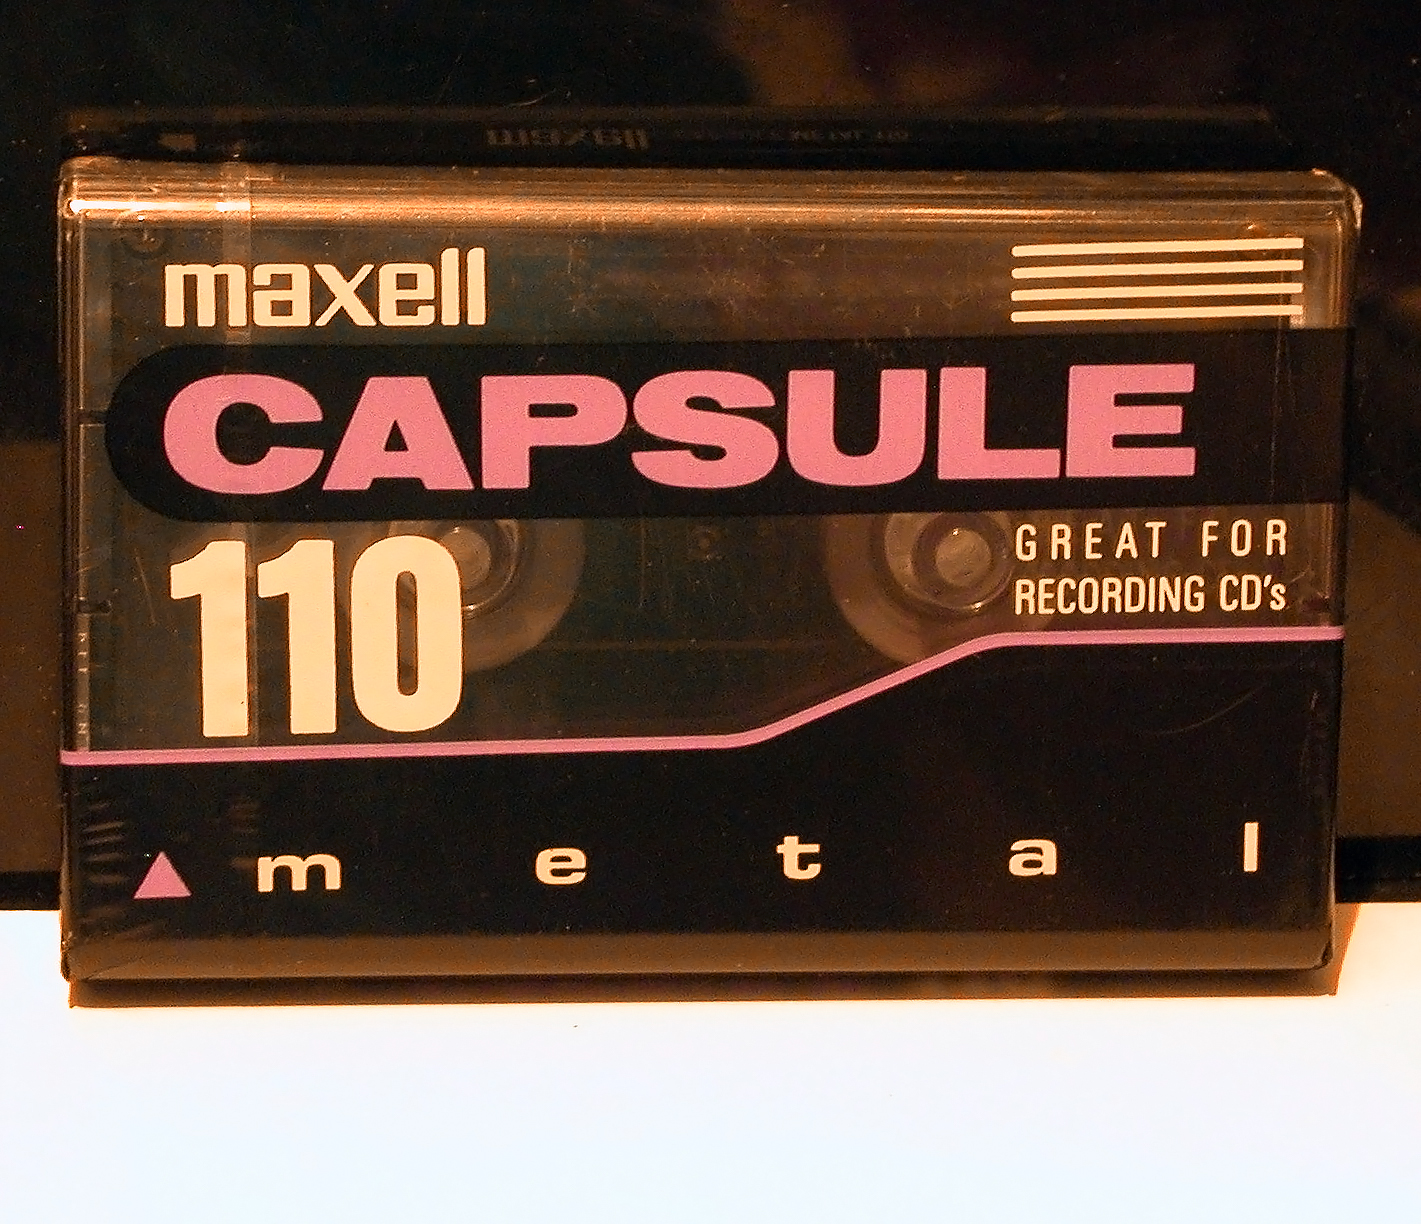 maxell
CAPSULE
110
GREAT FOR
RECORDING CD's
metal